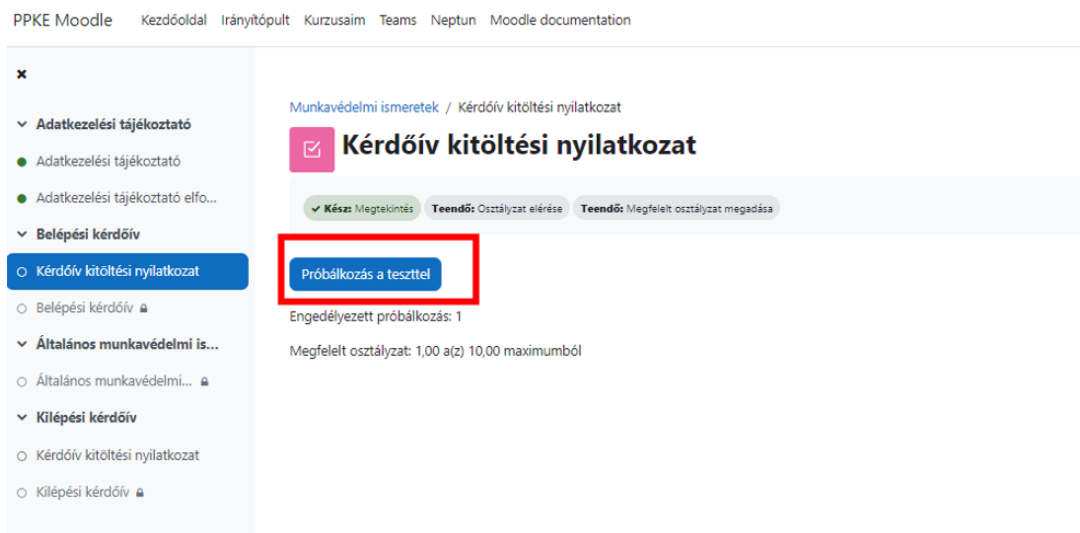 PPKE Moodle Kezdőoldal Irányítópult Kurzusaim Teams Neptun Moodle documentation
Adatkezelési tájékoztató
Adatkezelési tájékoztató
Adatkezelési tájékoztató elfo...
Belépési kérdőív
Kérdőív kitöltési nyilatkozat
Belépési kérdőív
Általános munkavédelmi is...
Általános munkavédelmi...
Kilépési kérdőív
Kérdőív kitöltési nyilatkozat
Kilépési kérdőív
Munkavédelmi ismeretek / Kérdőív kitöltési nyilatkozat
Kérdőív kitöltési nyilatkozat
Kész: Megtekintés Teendő: Osztályzat elérése Teendő: Megfelelt osztályzat megadása
Próbálkozás a teszttel
Engedélyezett próbálkozás: 1
Megfelelt osztályzat: 1,00 a(z) 10,00 maximumból